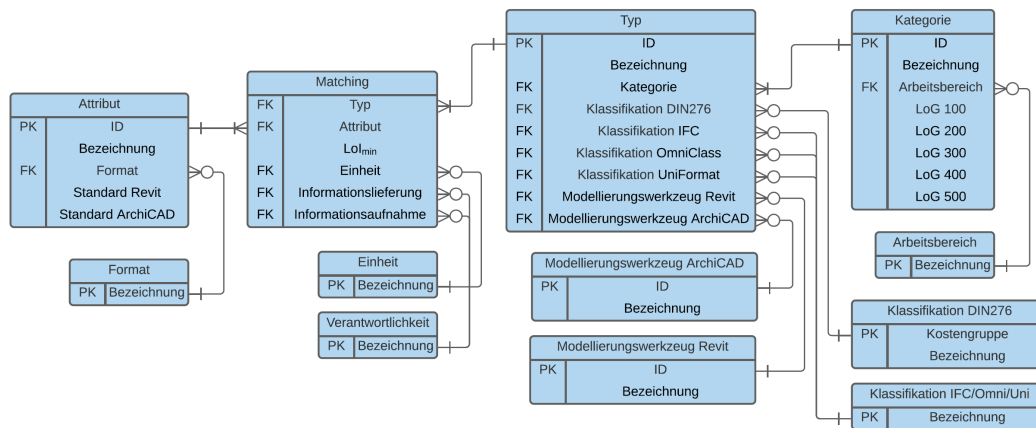 Attribut
PK ID
Bezeichnung
FK Format
Standard Revit
Standard ArchiCAD
Format
PK Bezeichnung
Matching
FK Typ
FK Attribut
LoImin
FK Einheit
FK Informationslieferung
FK Informationsaufnahme
Einheit
PK Bezeichnung
Verantwortlichkeit
PK Bezeichnung
Typ
PK ID
Bezeichnung
FK Kategorie
FK Klassifikation DIN276
FK Klassifikation IFC
FK Klassifikation OmniClass
FK Klassifikation UniFormat
FK Modellierungswerkzeug Revit
FK Modellierungswerkzeug ArchiCAD
Modellierungswerkzeug ArchiCAD
PK ID
Bezeichnung
Modellierungswerkzeug Revit
PK ID
Bezeichnung
Kategorie
PK ID
Bezeichnung
FK Arbeitsbereich
LoG 100
LoG 200
LoG 300
LoG 400
LoG 500
Arbeitsbereich
PK Bezeichnung
Klassifikation DIN276
PK Kostengruppe
Bezeichnung
Klassifikation IFC/Omni/Uni
PK Bezeichnung